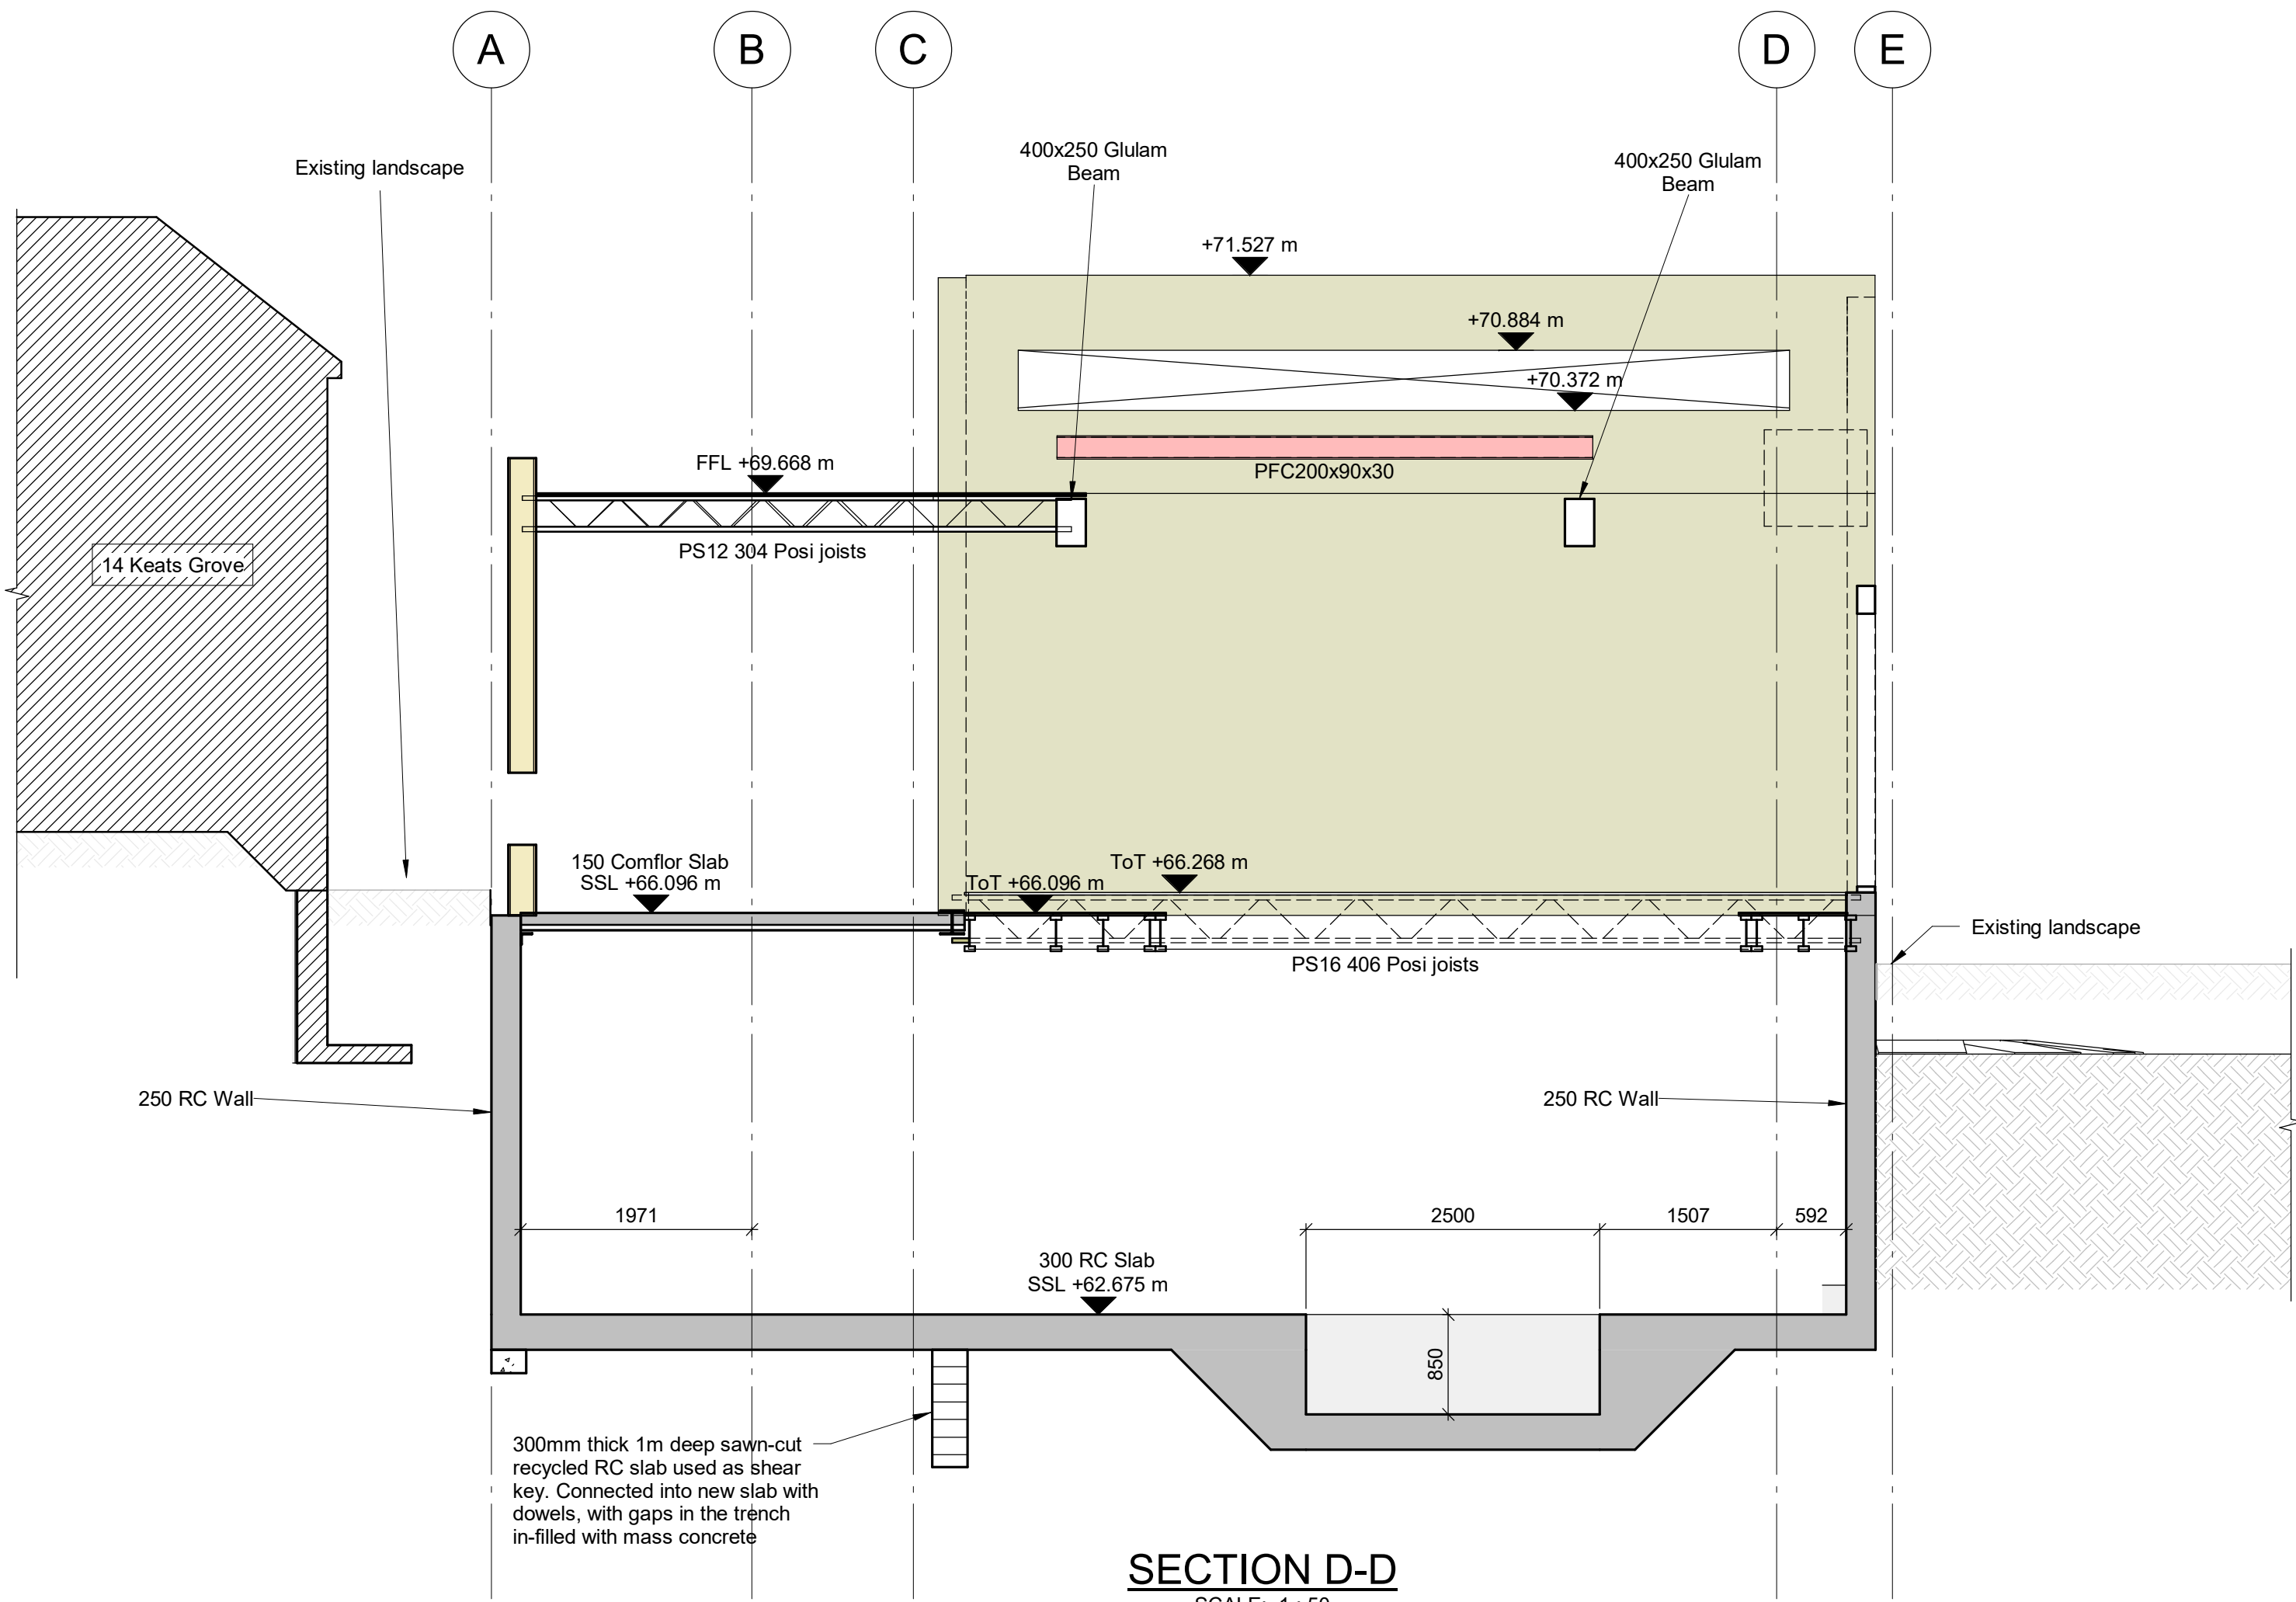 A
B
C
D
E
Existing landscape
400x250 Glulam
Beam
400x250 Glulam
Beam
+71.527 m
+70.884 m
+70.372 m
FFL +69.668 m
PFC200x90x30
PS12 304 Posi joists
14 Keats Grove
150 Comflor Slab
SSL +66.096 m
ToT +66.096 m
ToT +66.268 m
PS16 406 Posi joists
Existing landscape
250 RC Wall
250 RC Wall
1971
2500
1507
592
300 RC Slab
SSL +62.675 m
850
300mm thick 1m deep sawn-cut
recycled RC slab used as shear
key. Connected into new slab with
dowels, with gaps in the trench
in-filled with mass concrete
SECTION D-D
SCALE: 1 : 50